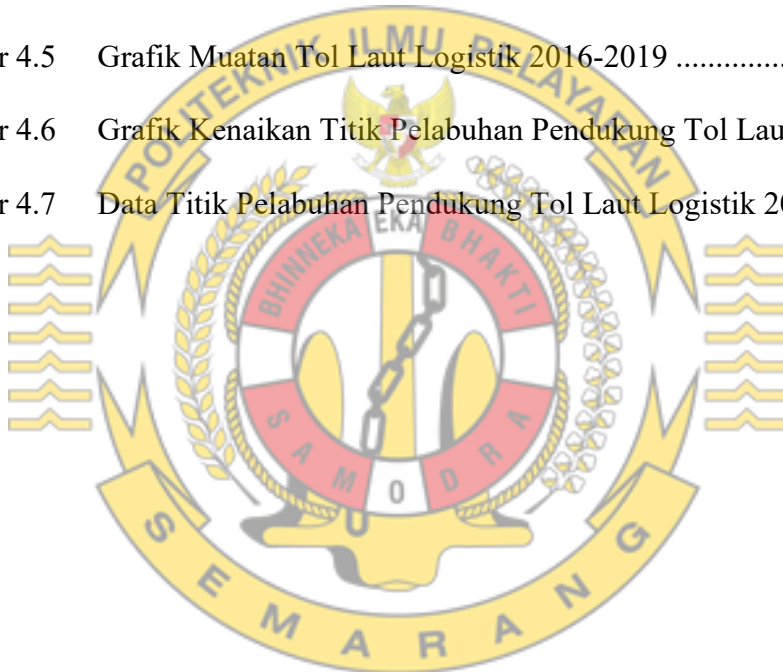 r 4.5 Grafik Muatan Tol Laut Logistik 2016-2019 ..............
r 4.6 Grafik Kenaikan Titik Pelabuhan Pendukung Tol Lau
r 4.7 Data Titik Pelabuhan Pendukung Tol Laut Logistik 20
POLITEKNIK ILMU PELAYARAN
BHINNEKA EKA BHAKTI
SAMODRA
SEMARANG